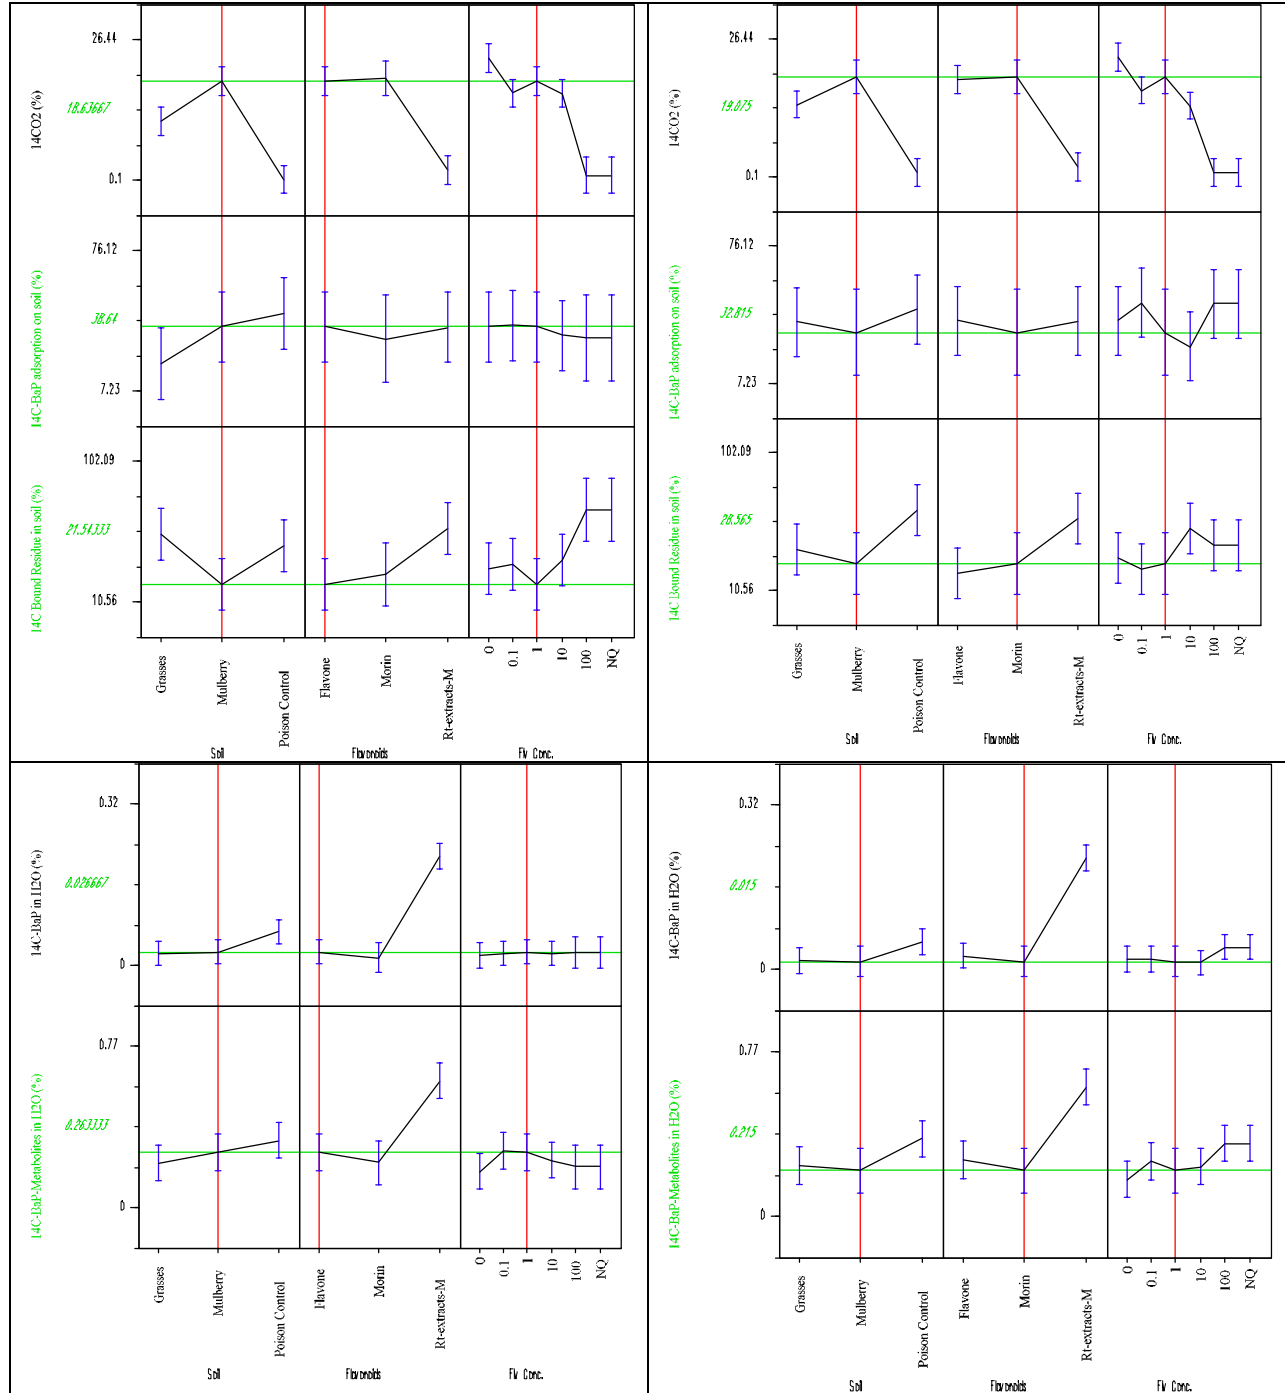 26.44
14CO2 (%)
18.63667
0.1
76.12
14C-BaP adsorption on soil (%)
38.64
7.23
102.09
14C Bound Residue in soil (%)
21.54333
10.56
Grasses
Mulberry
Poison Control
Flavone
Morin
Rt-extracts-M
0
0.1
1
10
100
NQ
Soil
Flavonoids
Flv Conc.
26.44
14CO2 (%)
19.075
0.1
76.12
14C-BaP adsorption on soil (%)
32.815
7.23
102.09
14C Bound Residue in soil (%)
28.565
10.56
Grasses
Mulberry
Poison Control
Flavone
Morin
Rt-extracts-M
0
0.1
1
10
100
NQ
Soil
Flavonoids
Flv Conc.
0.32
14C-BaP in H2O (%)
0.026667
0
0.77
14C-BaP-Metabolites in H2O (%)
0.263333
0
Grasses
Mulberry
Poison Control
Flavone
Morin
Rt-extracts-M
0
0.1
1
10
100
NQ
Soil
Flavonoids
Flv Conc.
0.32
14C-BaP in H2O (%)
0.015
0
0.77
14C-BaP-Metabolites in H2O (%)
0.215
0
Grasses
Mulberry
Poison Control
Flavone
Morin
Rt-extracts-M
0
0.1
1
10
100
NQ
Soil
Flavonoids
Flv Conc.